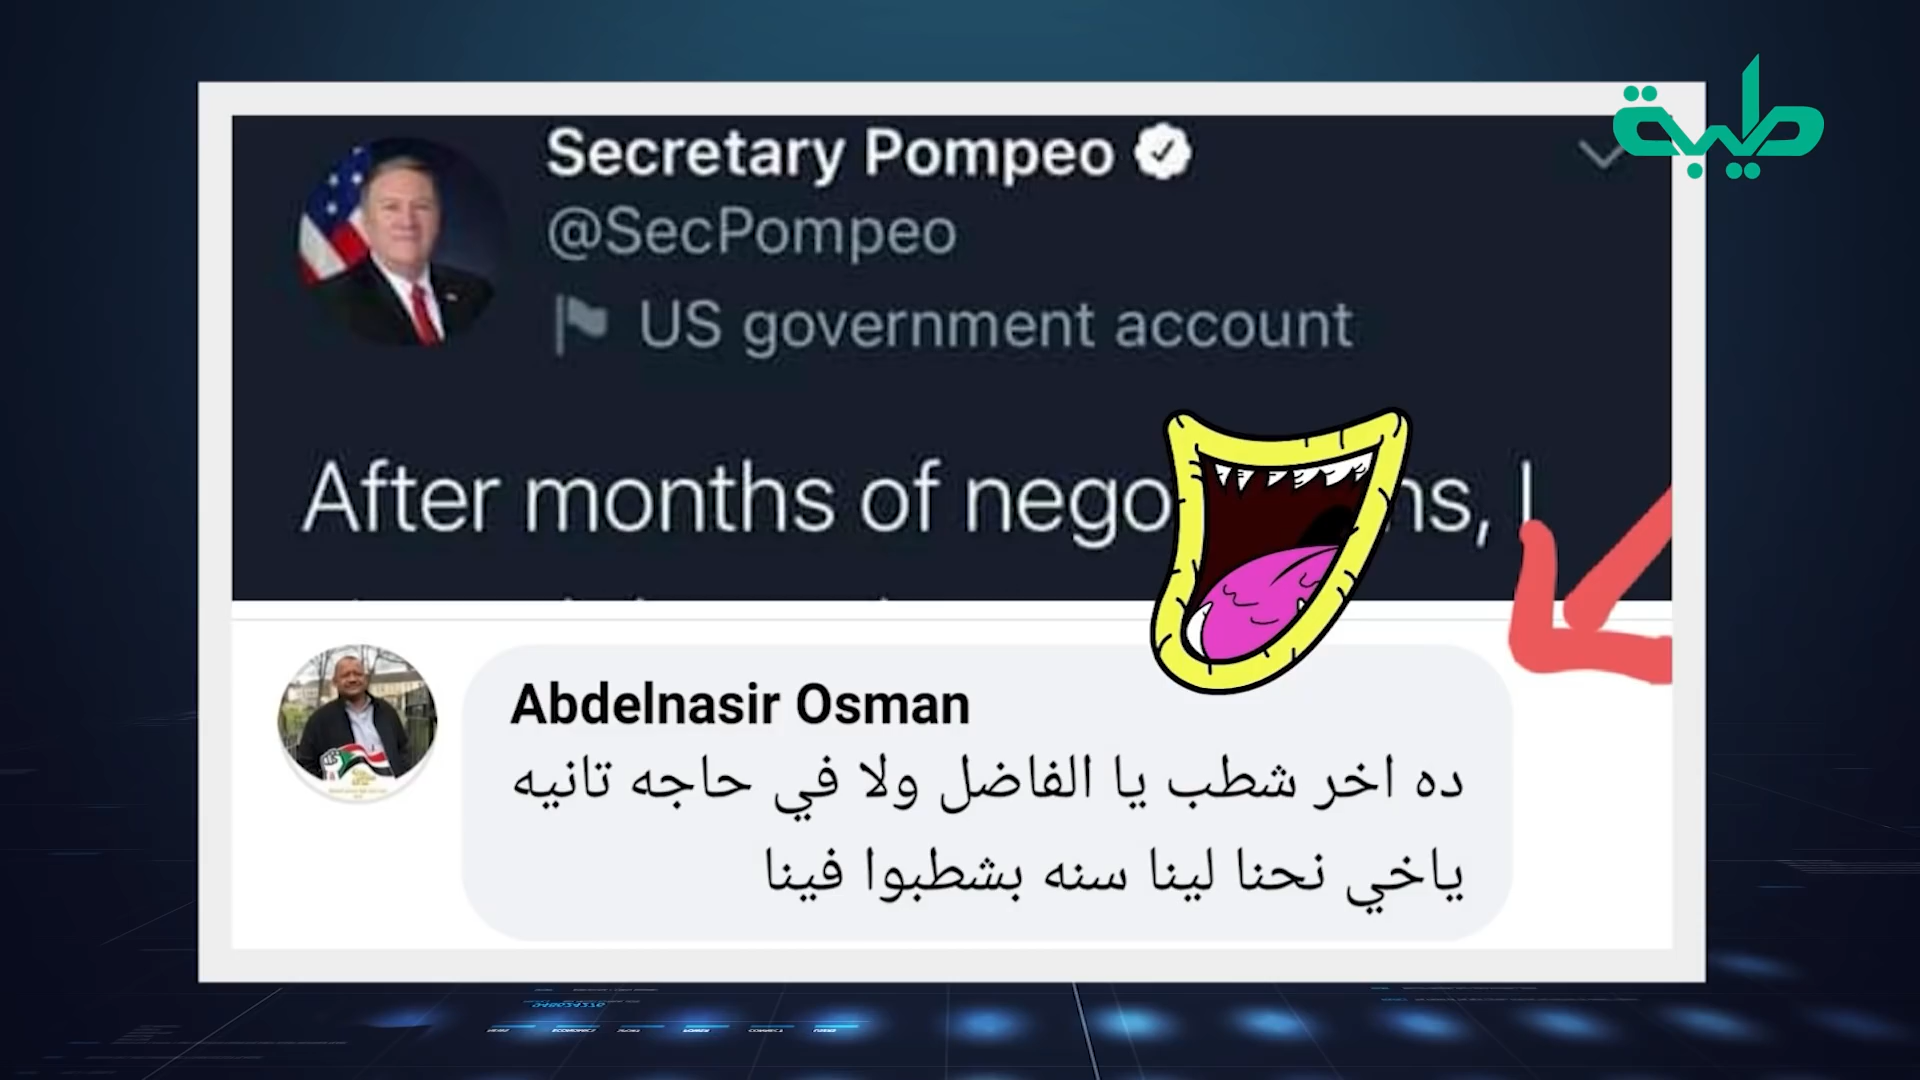 طيبة
Secretary Pompeo
@SecPompeo
US government account
After months of nego ns, I
Abdelnasir Osman
ده اخر شطب يا الفاضل ولا في حاجه تانيه
ياخي نحنا لينا سنه بشطبوا فينا